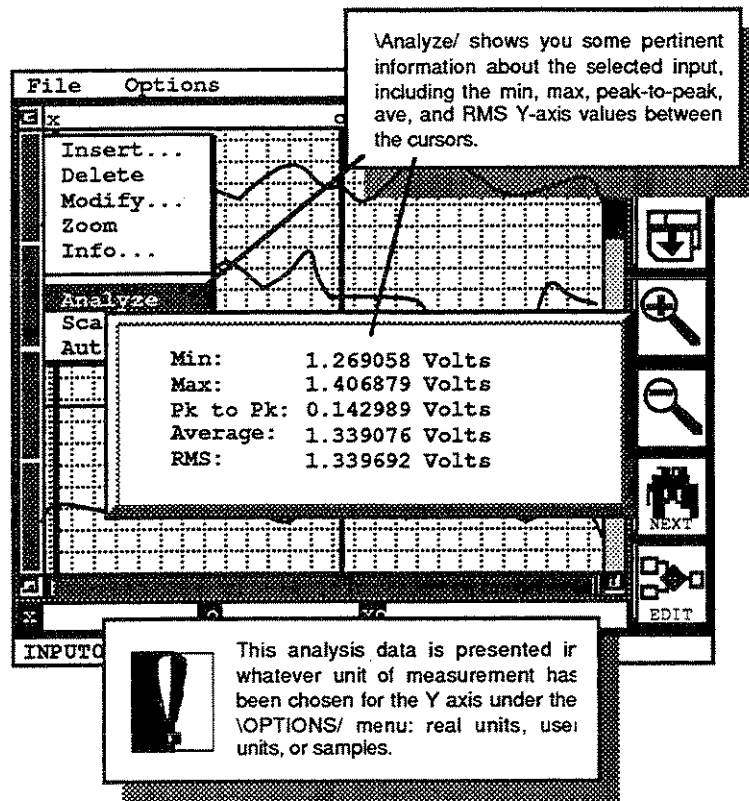 \Analyze/ shows you some pertinent
information about the selected input,
including the min, max, peak-to-peak,
ave, and RMS Y-axis values between
the cursors.
File Options
x
Insert...
Delete
Modify...
Zoom
Info...
Analyze
Sca
Aut
Min: 1.269058 Volts
Max: 1.406879 Volts
Pk to Pk: 0.142989 Volts
Average: 1.339076 Volts
RMS: 1.339692 Volts
NEXT
EDIT
INPUTO
This analysis data is presented in
whatever unit of measurement has
been chosen for the Y axis under the
\OPTIONS/ menu: real units, user
units, or samples.